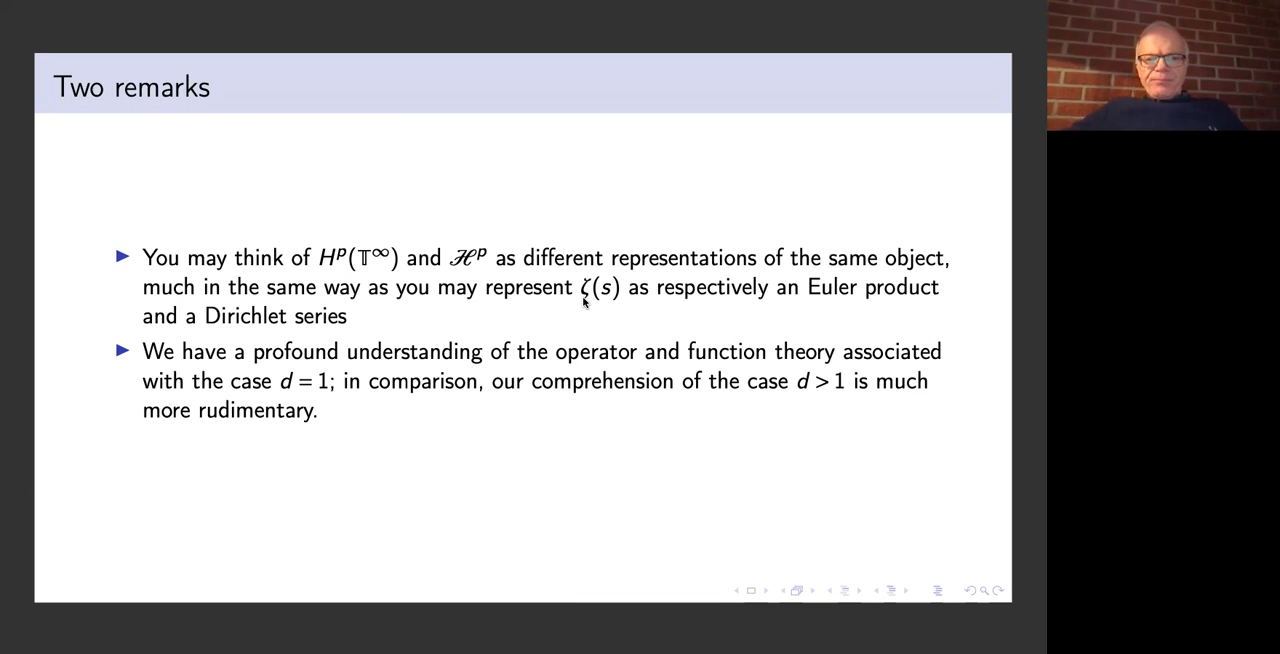 Two remarks
▶ You may think of Hᵖ(𝕋^∞) and ℋᵖ as different representations of the same object,
much in the same way as you may represent ζ(s) as respectively an Euler product
and a Dirichlet series
▶ We have a profound understanding of the operator and function theory associated
with the case d = 1; in comparison, our comprehension of the case d > 1 is much
more rudimentary.